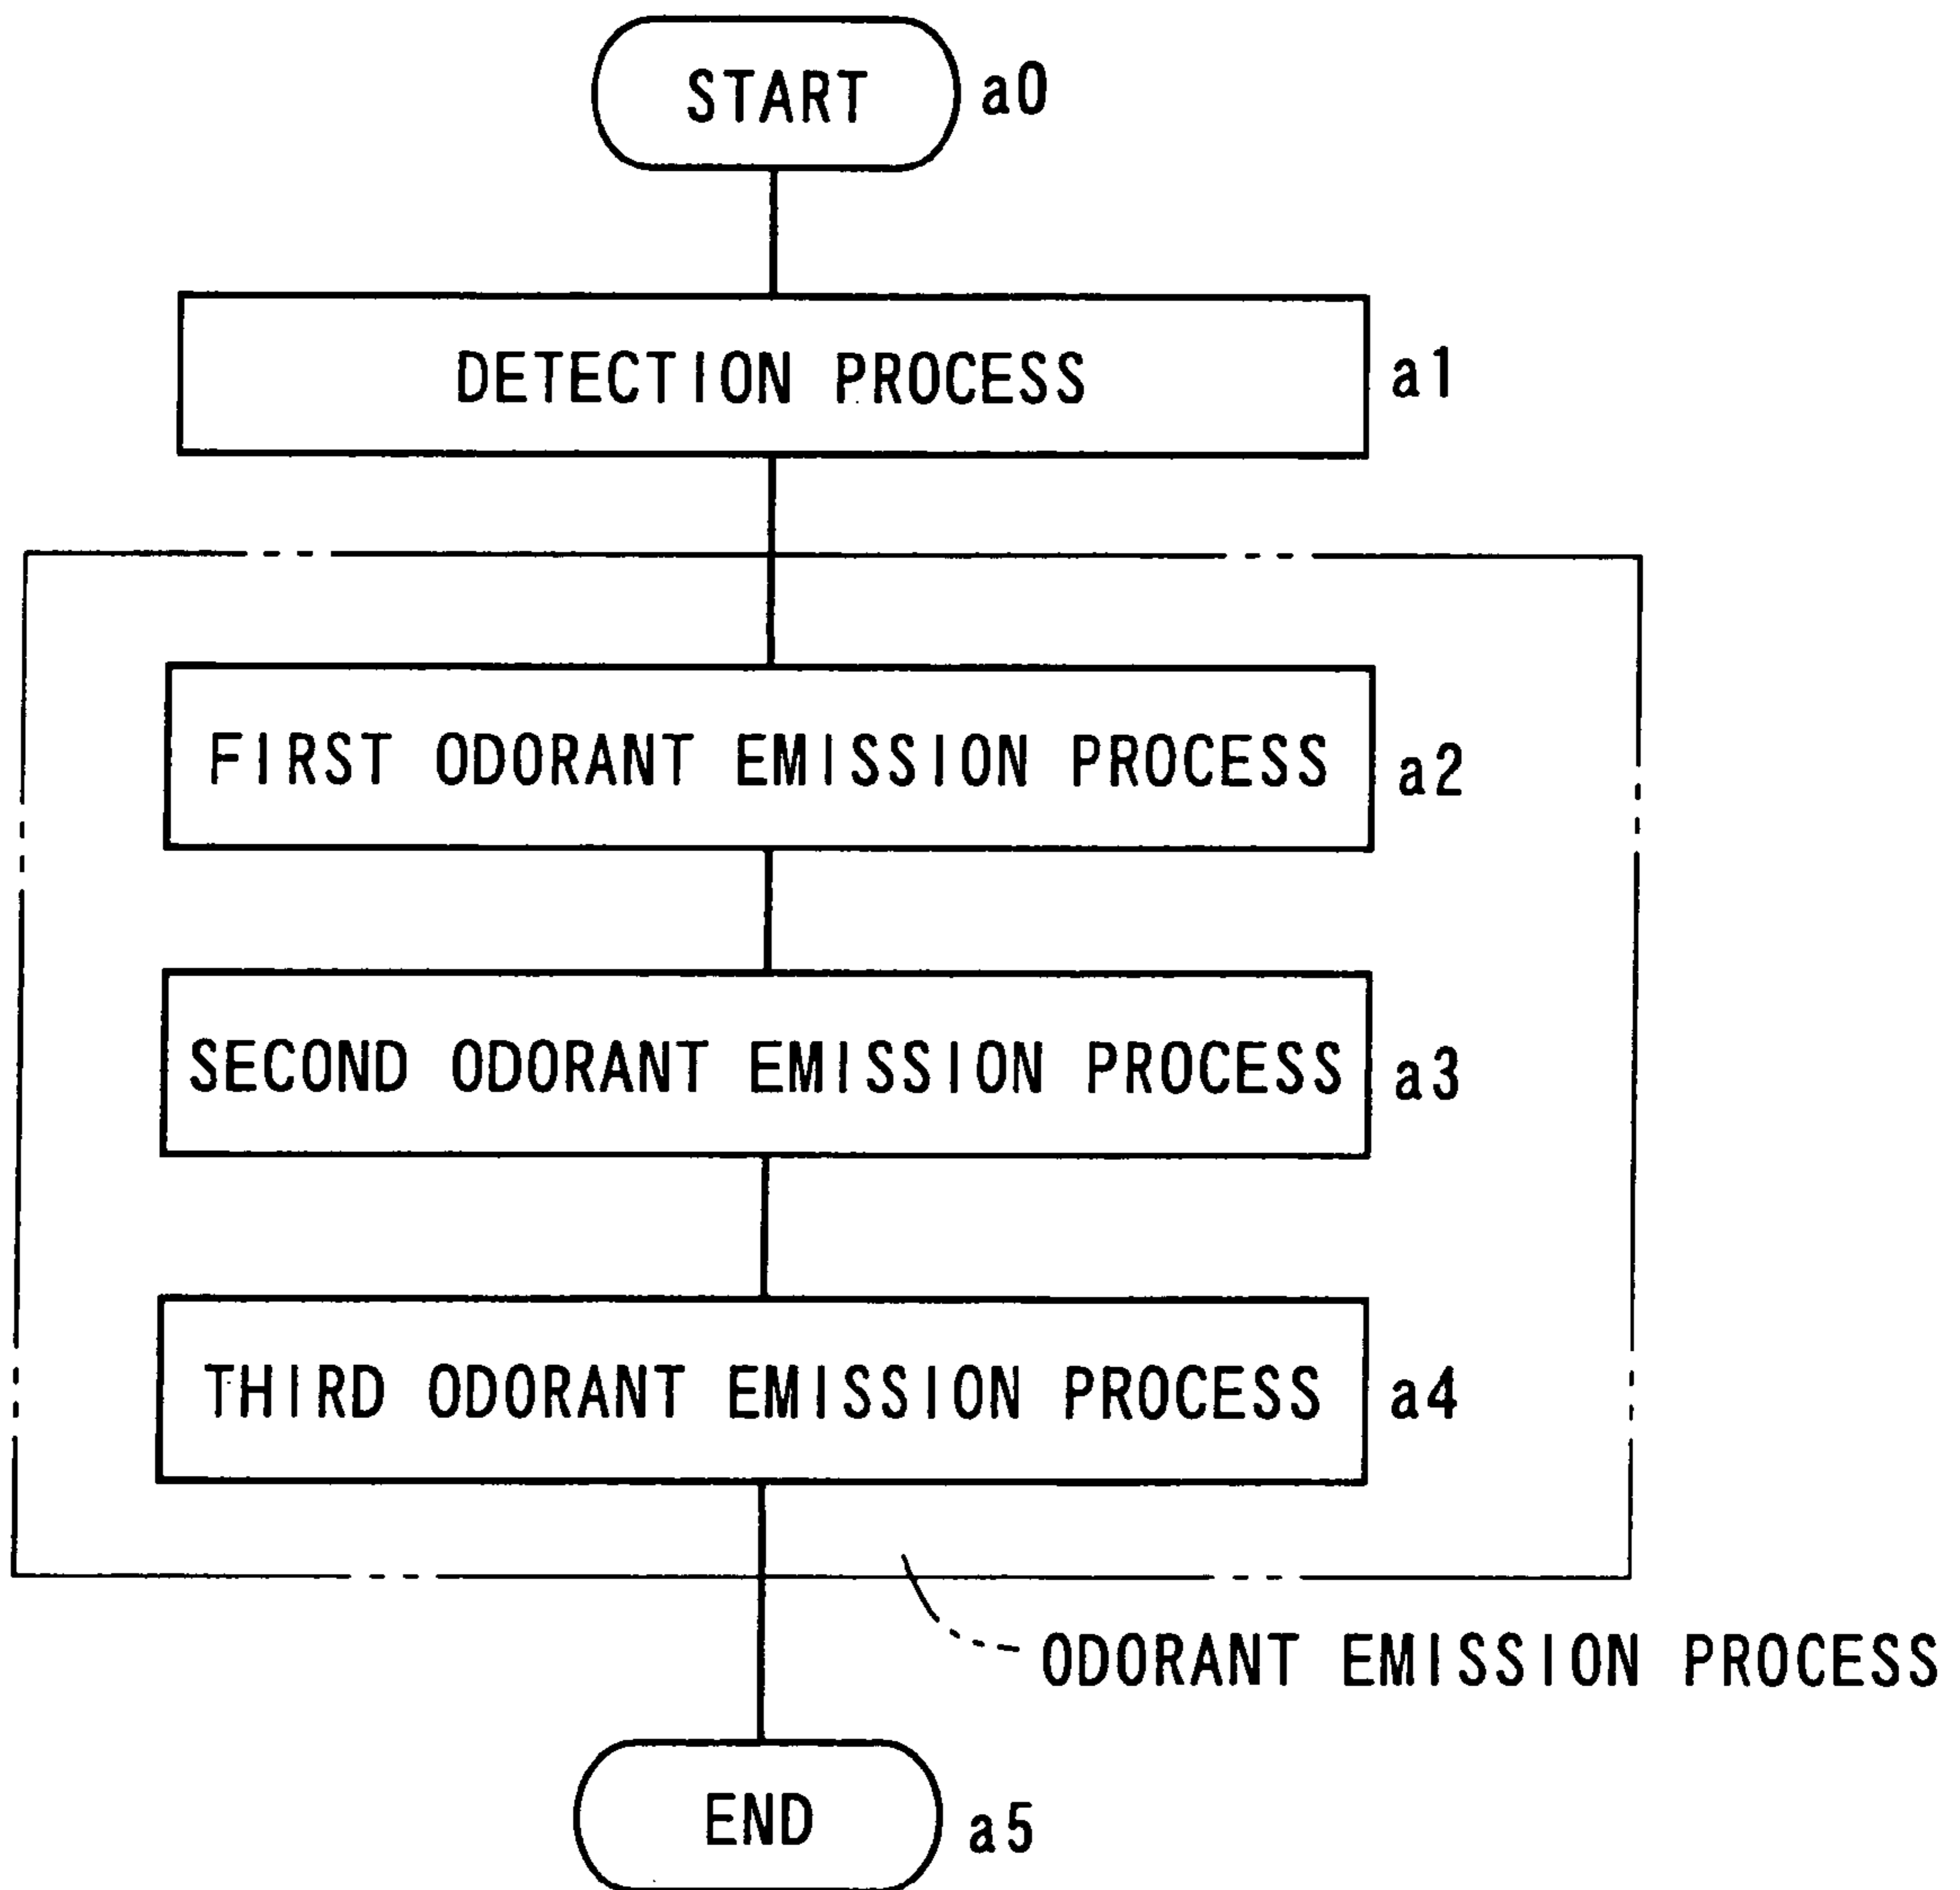 START a0
DETECTION PROCESS a1
FIRST ODORANT EMISSION PROCESS a2
SECOND ODORANT EMISSION PROCESS a3
THIRD ODORANT EMISSION PROCESS a4
ODORANT EMISSION PROCESS
END a5